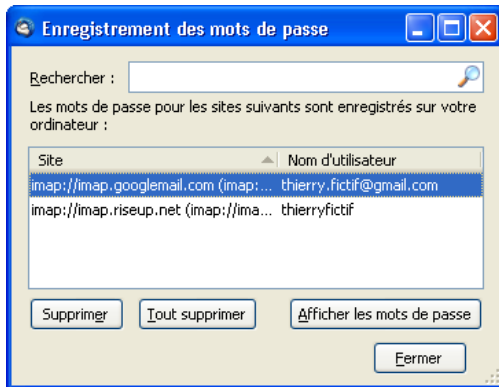 Enregistrement des mots de passe
Rechercher :
Les mots de passe pour les sites suivants sont enregistrés sur votre
ordinateur :
Site Nom d'utilisateur
imap://imap.googlemail.com (imap:... thierry.fictif@gmail.com
imap://imap.riseup.net (imap://ima... thierryfictif
Supprimer Tout supprimer Afficher les mots de passe
Fermer